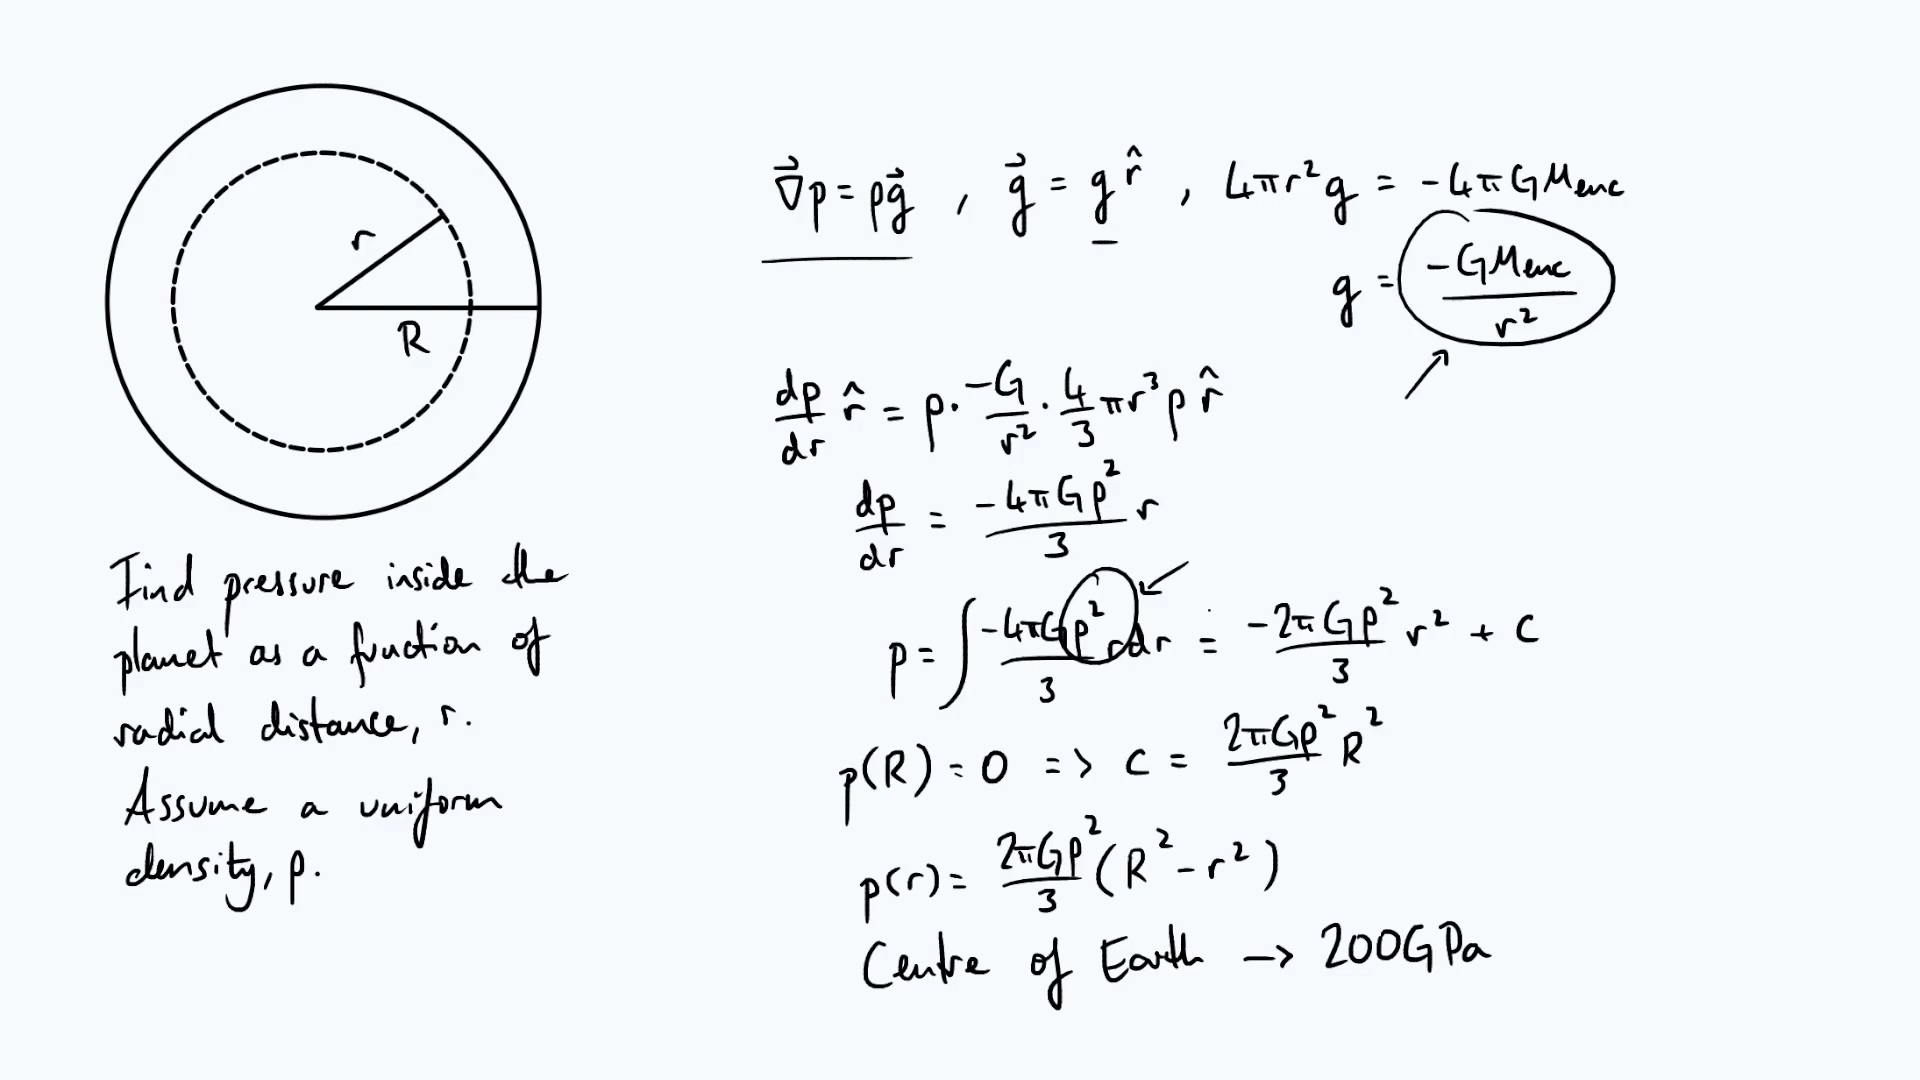 r
R
Find pressure inside the
planet as a function of
radial distance, r.
Assume a uniform
density, ρ.
∇⃗p = ρg⃗ , g⃗ = g r̂ , 4πr²g = -4πGMenc
g = -GMenc/r²
dp/dr r̂ = ρ · -G/r² · 4/3 πr³ρ r̂
dp/dr = -4πGρ²/3 r
p = ∫ -4πGρ²/3 r dr = -2πGρ²/3 r² + C
p(R) = 0 => C = 2πGρ²/3 R²
p(r) = 2πGρ²/3 (R² - r²)
Centre of Earth -> 200GPa